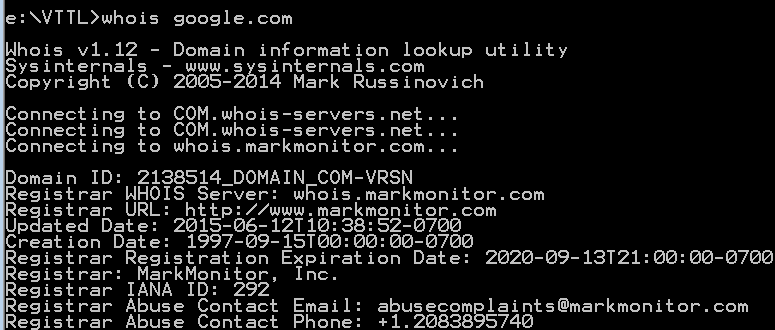 e:\VTTL>whois google.com
Whois v1.12 - Domain information lookup utility
Sysinternals - www.sysinternals.com
Copyright (C) 2005-2014 Mark Russinovich
Connecting to COM.whois-servers.net...
Connecting to COM.whois-servers.net...
Connecting to whois.markmonitor.com...
Domain ID: 2138514_DOMAIN_COM-VRSN
Registrar WHOIS Server: whois.markmonitor.com
Registrar URL: http://www.markmonitor.com
Updated Date: 2015-06-12T10:38:52-0700
Creation Date: 1997-09-15T00:00:00-0700
Registrar Registration Expiration Date: 2020-09-13T21:00:00-0700
Registrar: MarkMonitor, Inc.
Registrar IANA ID: 292
Registrar Abuse Contact Email: abusecomplaints@markmonitor.com
Registrar Abuse Contact Phone: +1.2083895740